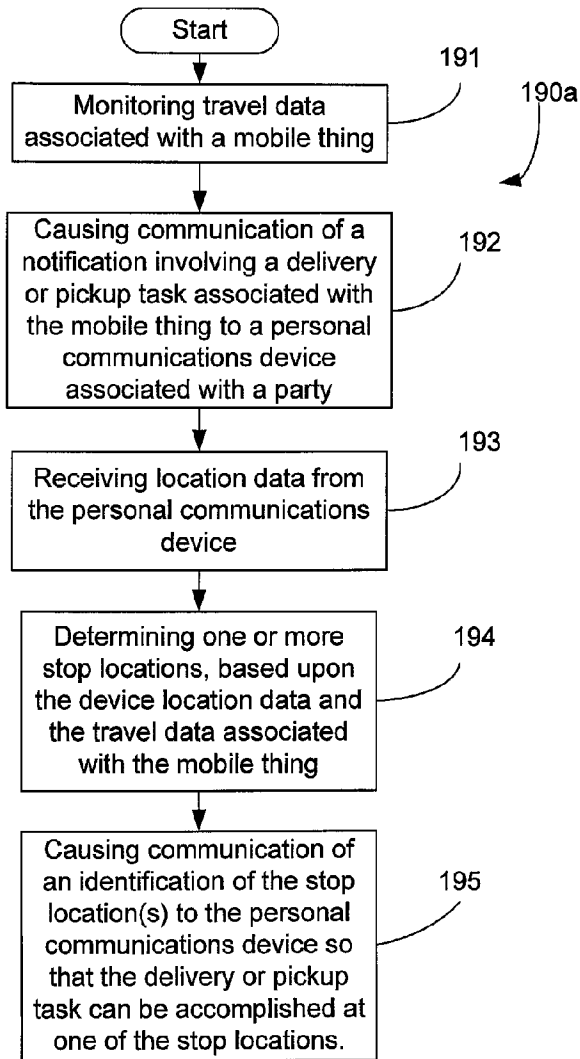 Start
191
190a
Monitoring travel data
associated with a mobile thing
192
Causing communication of a
notification involving a delivery
or pickup task associated with
the mobile thing to a personal
communications device
associated with a party
193
Receiving location data from
the personal communications
device
194
Determining one or more
stop locations, based upon
the device location data and
the travel data associated
with the mobile thing
195
Causing communication of
an identification of the stop
location(s) to the personal
communications device so
that the delivery or pickup
task can be accomplished at
one of the stop locations.